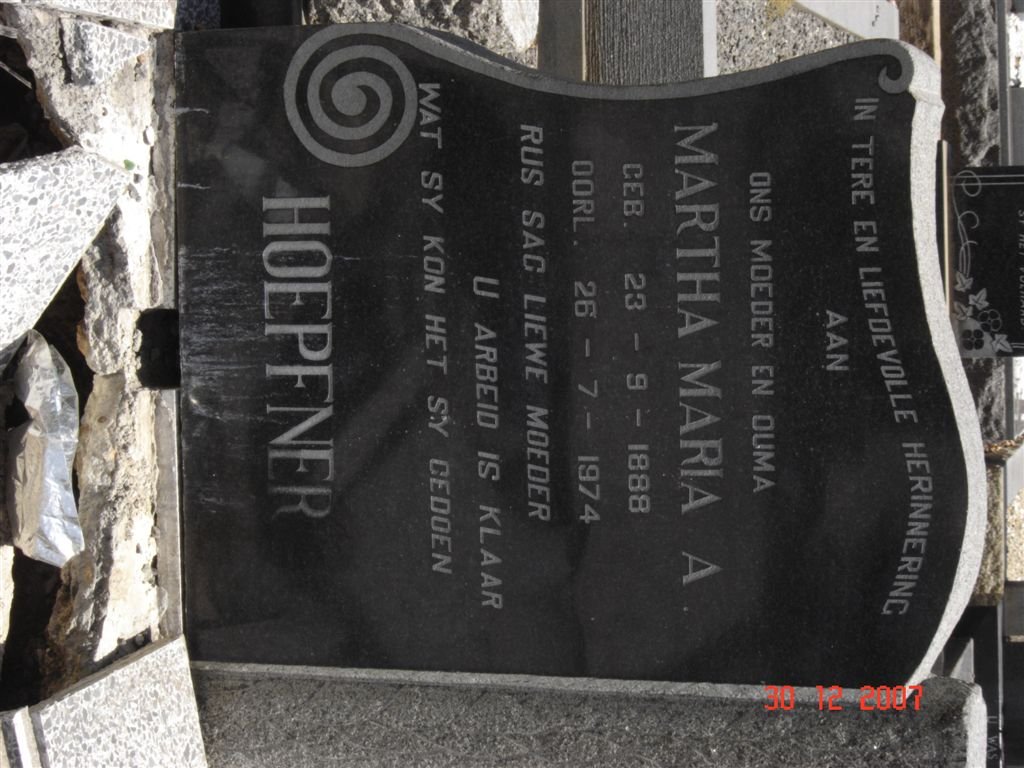 IN TERE EN LIEFDEVOLLE HERINNERING
AAN
ONS MOEDER EN OUMA
MARTHA MARIA A.
GEB. 23 - 9 - 1888
OORL. 26 - 7 - 1974
RUS SAG LIEWE MOEDER
U ARBEID IS KLAAR
WAT SY KON HET SY GEDOEN
HOEPFNER
30 12 2007